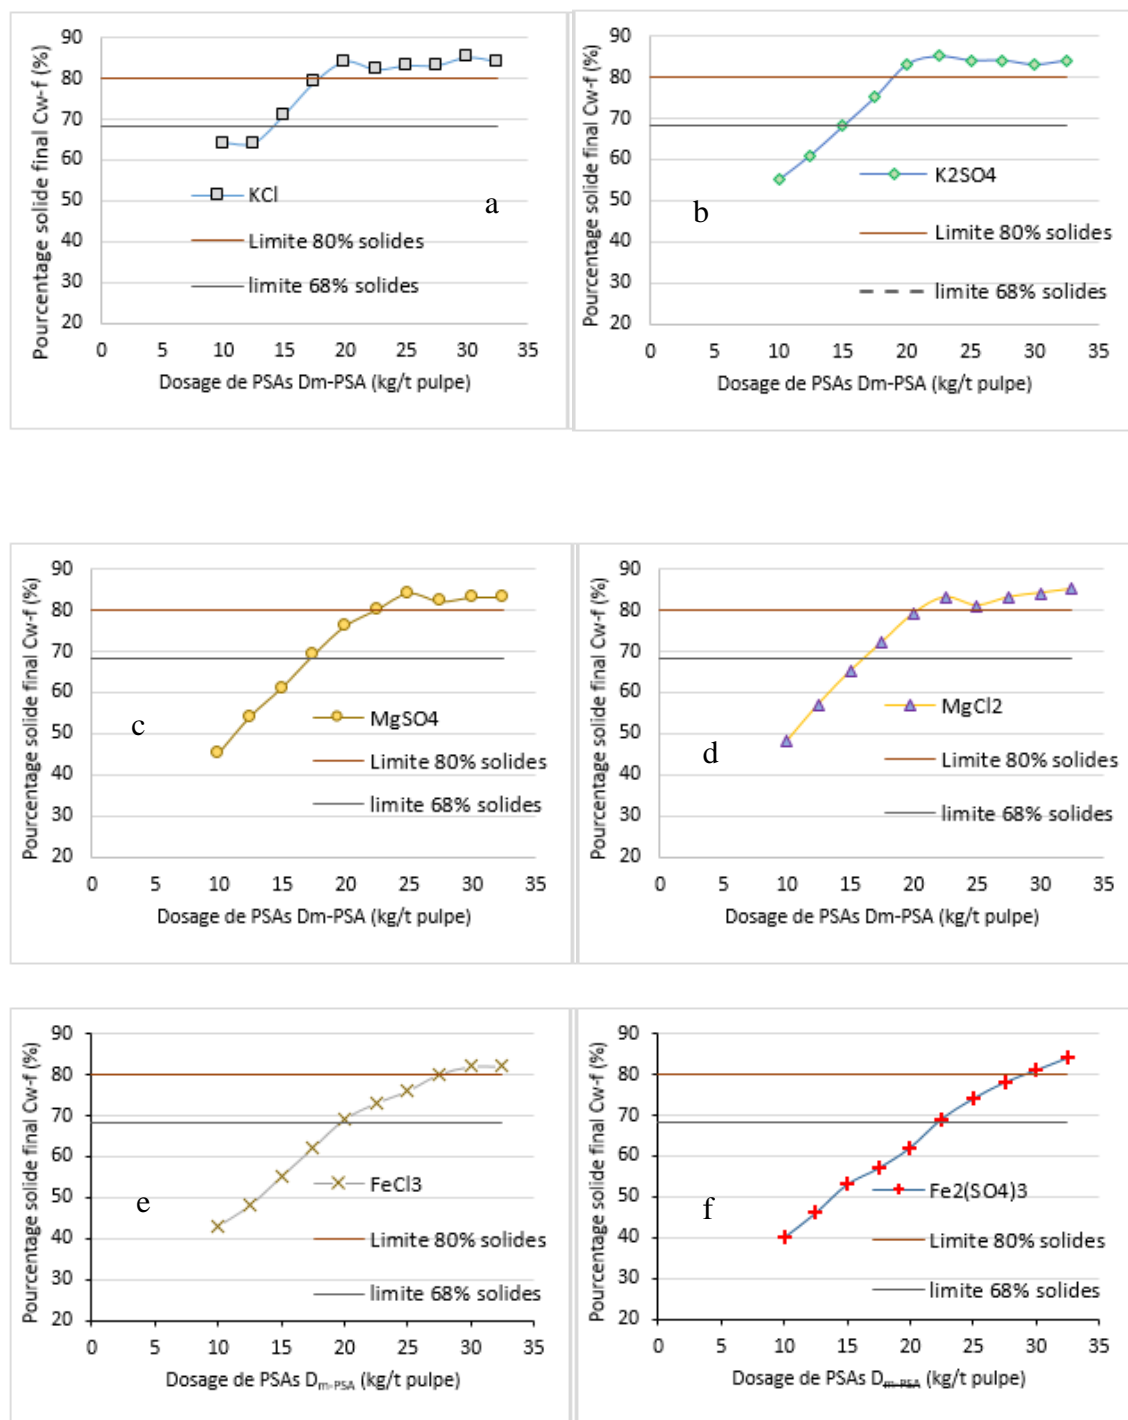 Pourcentage solide final Cw-f (%)
90
80
70
60
50
40
30
20
KCl
Limite 80% solides
limite 68% solides
a
0 5 10 15 20 25 30 35
Dosage de PSAs Dm-PSA (kg/t pulpe)
Pourcentage solide final Cw-f (%)
90
80
70
60
50
40
30
20
K2SO4
Limite 80% solides
limite 68% solides
b
0 5 10 15 20 25 30 35
Dosage de PSAs Dm-PSA (kg/t pulpe)
Pourcentage solide final Cw-f (%)
90
80
70
60
50
40
30
20
MgSO4
Limite 80% solides
limite 68% solides
c
0 5 10 15 20 25 30 35
Dosage de PSAs Dm-PSA (kg/t pulpe)
Pourcentage solide final Cw-f (%)
90
80
70
60
50
40
30
20
MgCl2
Limite 80% solides
limite 68% solides
d
0 5 10 15 20 25 30 35
Dosage de PSAs Dm-PSA (kg/t pulpe)
Pourcentage solide final Cw-f (%)
90
80
70
60
50
40
30
20
FeCl3
Limite 80% solides
limite 68% solides
e
0 5 10 15 20 25 30 35
Dosage de PSAs Dm-PSA (kg/t pulpe)
Pourcentage solide final Cw-f (%)
90
80
70
60
50
40
30
20
Fe2(SO4)3
Limite 80% solides
limite 68% solides
f
0 5 10 15 20 25 30 35
Dosage de PSAs Dm-PSA (kg/t pulpe)